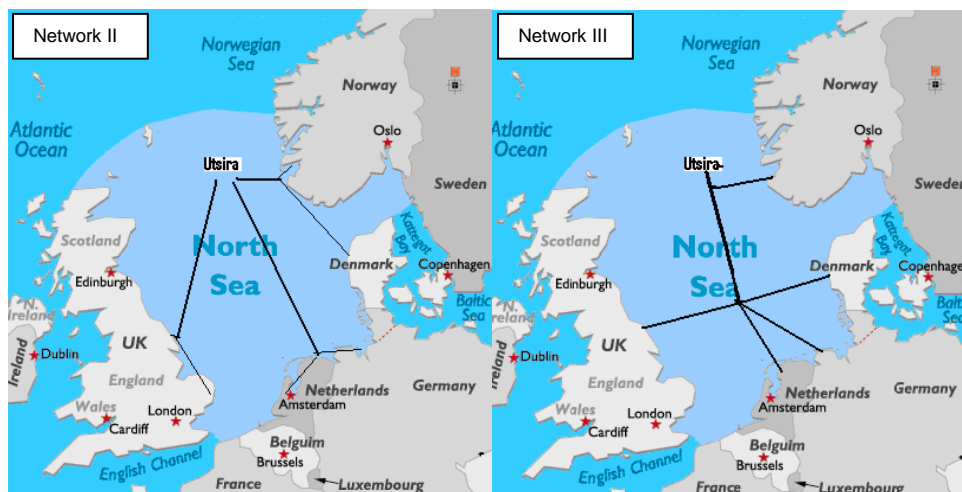 Network II
Norwegian
Sea
Norway
Atlantic
Ocean
Oslo
Utsira
Sweden
Scotland
North
Sea
Kattegat
Bay
Denmark
Copenhagen
Edinburgh
Baltic
Sea
N.
Ireland
Ireland
Dublin
UK
England
Netherlands
Germany
Amsterdam
Wales
London
Cardiff
Belguim
Brussels
English Channel
France
Luxembourg
Network III
Norwegian
Sea
Norway
Atlantic
Ocean
Oslo
Utsira
Sweden
Scotland
North
Sea
Kattegat
Bay
Denmark
Copenhagen
Edinburgh
Baltic
Sea
N.
Ireland
Ireland
Dublin
UK
England
Netherlands
Germany
Amsterdam
Wales
London
Cardiff
Belguim
Brussels
English Channel
France
Luxembourg